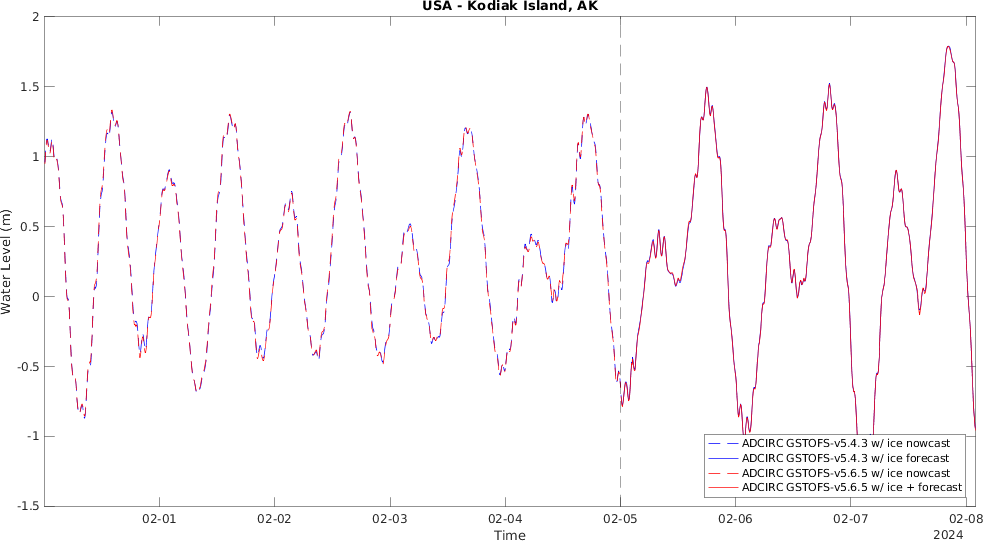 USA - Kodiak Island, AK
2
1.5
1
0.5
0
-0.5
-1
-1.5
Water Level (m)
02-01
02-02
02-03
02-04
02-05
02-06
02-07
02-08
2024
Time
ADCIRC GSTOFS-v5.4.3 w/ ice nowcast
ADCIRC GSTOFS-v5.4.3 w/ ice forecast
ADCIRC GSTOFS-v5.6.5 w/ ice nowcast
ADCIRC GSTOFS-v5.6.5 w/ ice + forecast